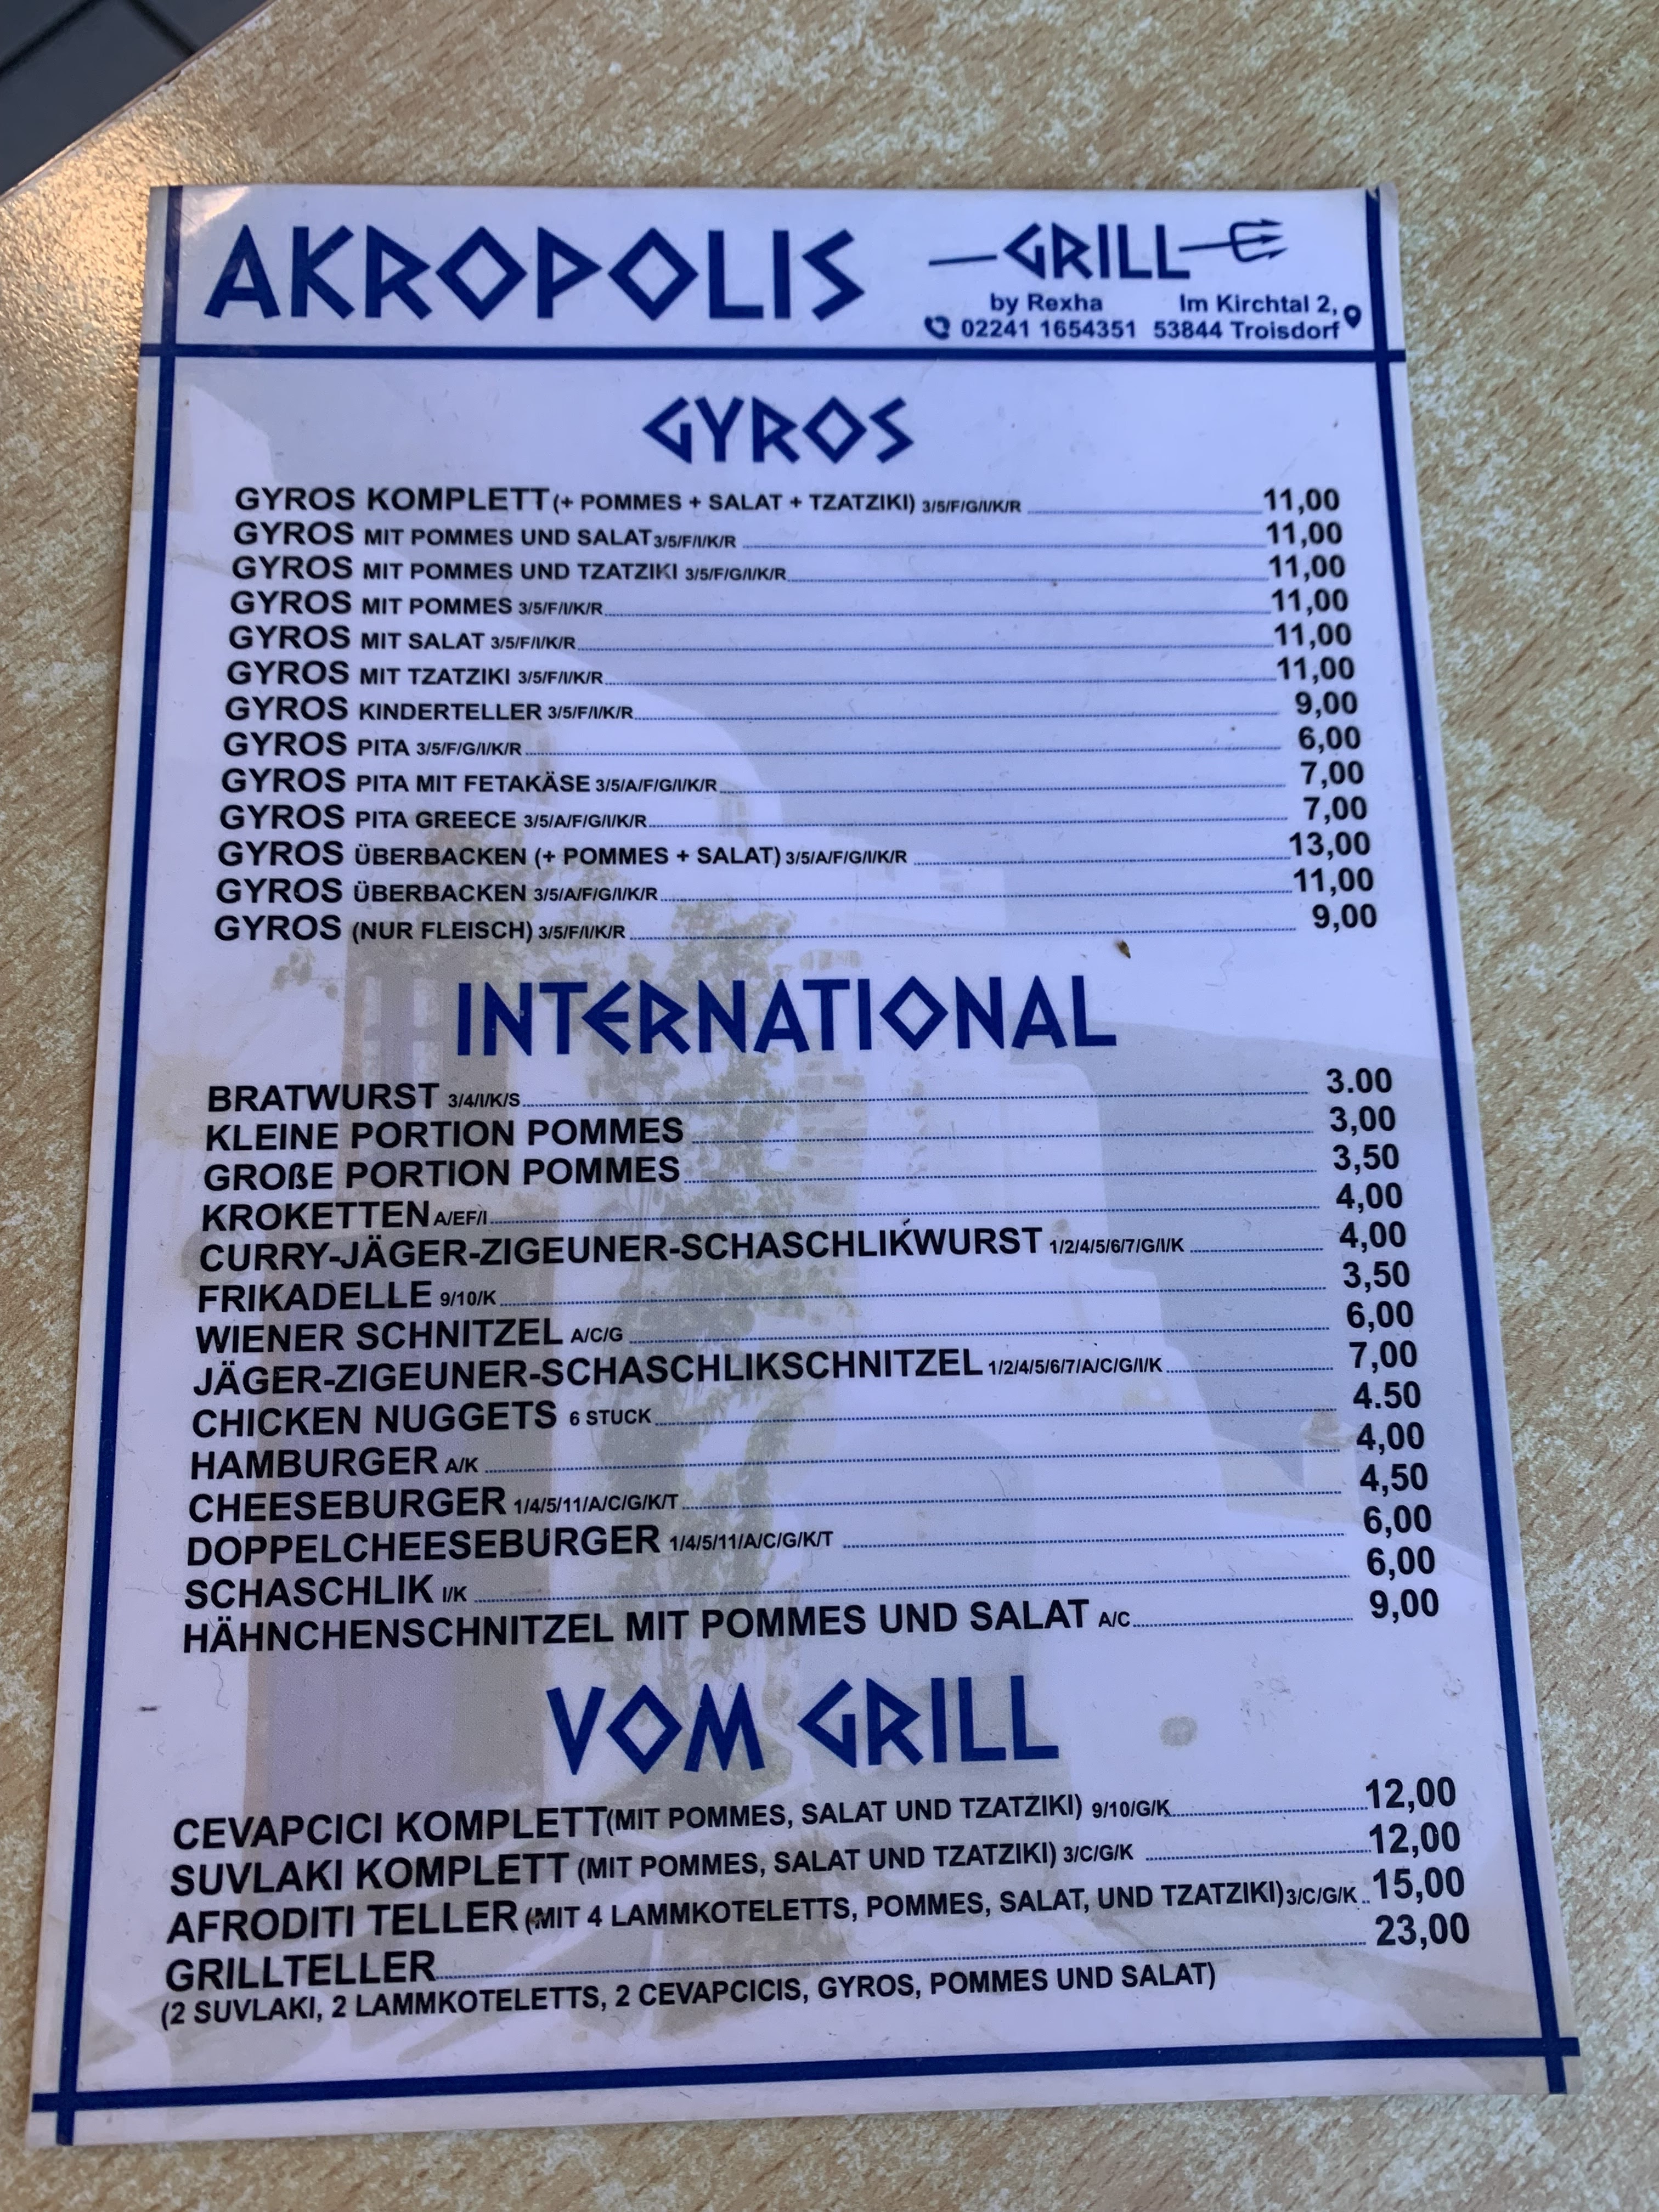 AKROPOLIS
GRILL
by Rexha
02241 1654351
Im Kirchtal 2,
53844 Troisdorf
GYROS
GYROS KOMPLETT (+ POMMES + SALAT + TZATZIKI) 3/5/F/G/I/K/R 11,00
GYROS MIT POMMES UND SALAT 3/5/F/I/K/R 11,00
GYROS MIT POMMES UND TZATZIKI 3/5/F/G/I/K/R 11,00
GYROS MIT POMMES 3/5/F/I/K/R 11,00
GYROS MIT SALAT 3/5/F/I/K/R 11,00
GYROS MIT TZATZIKI 3/5/F/I/K/R 11,00
GYROS KINDERTELLER 3/5/F/I/K/R 9,00
GYROS PITA 3/5/F/G/I/K/R 6,00
GYROS PITA MIT FETAKÄSE 3/5/A/F/G/I/K/R 7,00
GYROS PITA GREECE 3/5/A/F/G/I/K/R 7,00
GYROS ÜBERBACKEN (+ POMMES + SALAT) 3/5/A/F/G/I/K/R 13,00
GYROS ÜBERBACKEN 3/5/A/F/G/I/K/R 11,00
GYROS (NUR FLEISCH) 3/5/F/I/K/R 9,00
INTERNATIONAL
BRATWURST 3/4/I/K/S 3.00
KLEINE PORTION POMMES 3,00
GROßE PORTION POMMES 3,50
KROKETTEN A/EF/I 4,00
CURRY-JÄGER-ZIGEUNER-SCHASCHLIKWURST 1/2/4/5/6/7/G/I/K 4,00
FRIKADELLE 9/10/K 3,50
WIENER SCHNITZEL A/C/G 6,00
JÄGER-ZIGEUNER-SCHASCHLIKSCHNITZEL 1/2/4/5/6/7/A/C/G/I/K 7,00
CHICKEN NUGGETS 6 STUCK 4.50
HAMBURGER A/K 4,00
CHEESEBURGER 1/4/5/11/A/C/G/K/T 4,50
DOPPELCHEESEBURGER 1/4/5/11/A/C/G/K/T 6,00
SCHASCHLIK I/K 6,00
HÄHNCHENSCHNITZEL MIT POMMES UND SALAT A/C 9,00
VOM GRILL
CEVAPCICI KOMPLETT(MIT POMMES, SALAT UND TZATZIKI) 9/10/G/K 12,00
SUVLAKI KOMPLETT (MIT POMMES, SALAT UND TZATZIKI) 3/C/G/K 12,00
AFRODITI TELLER (MIT 4 LAMMKOTELETTS, POMMES, SALAT, UND TZATZIKI) 3/C/G/K 15,00
GRILLTELLER 23,00
(2 SUVLAKI, 2 LAMMKOTELETTS, 2 CEVAPCICIS, GYROS, POMMES UND SALAT)